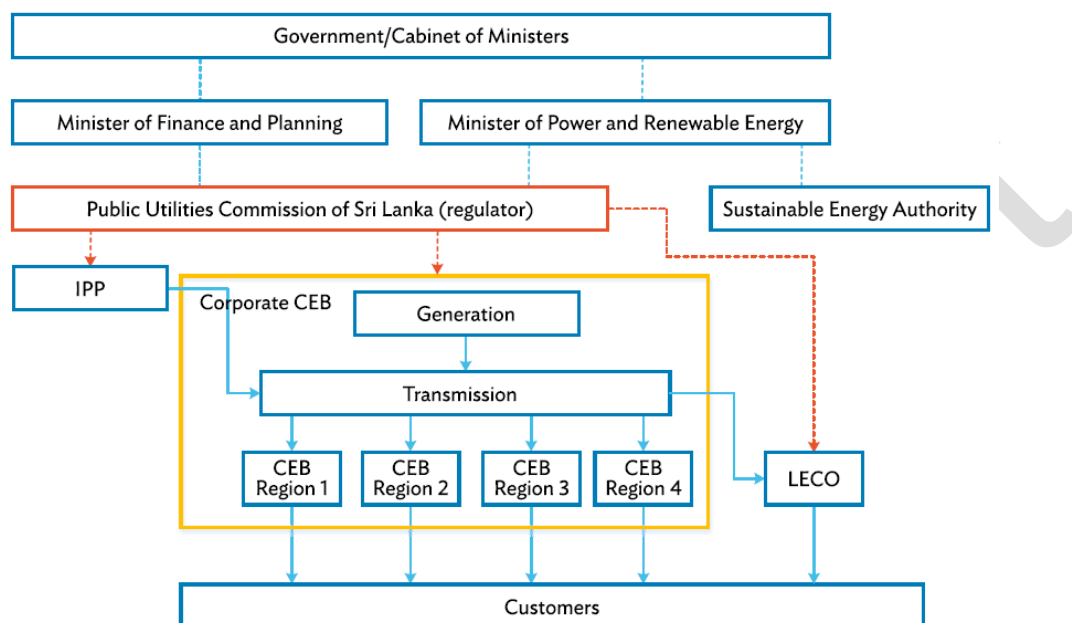 Government/Cabinet of Ministers
Minister of Finance and Planning
Minister of Power and Renewable Energy
Public Utilities Commission of Sri Lanka (regulator)
Sustainable Energy Authority
IPP
Corporate CEB
Generation
Transmission
CEB
Region 1
CEB
Region 2
CEB
Region 3
CEB
Region 4
LECO
Customers